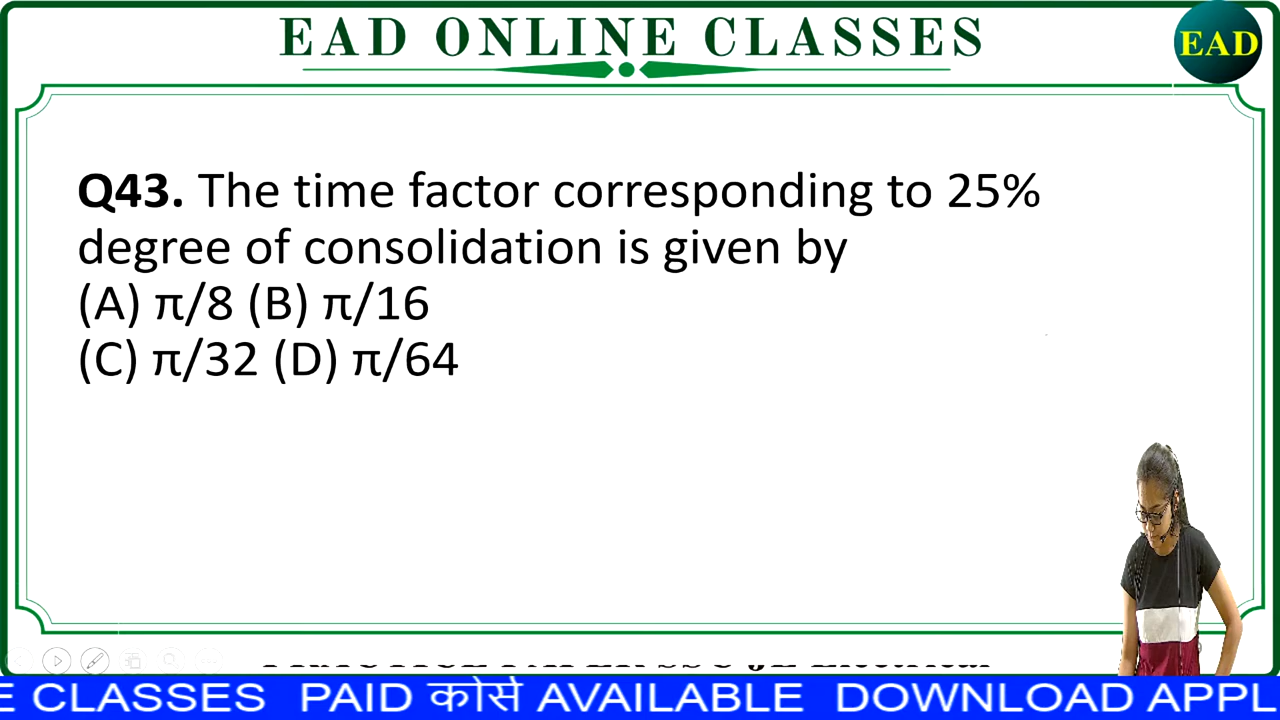 EAD ONLINE CLASSES
EAD
Q43. The time factor corresponding to 25%
degree of consolidation is given by
(A) π/8 (B) π/16
(C) π/32 (D) π/64
E CLASSES PAID कोर्स AVAILABLE DOWNLOAD APPL